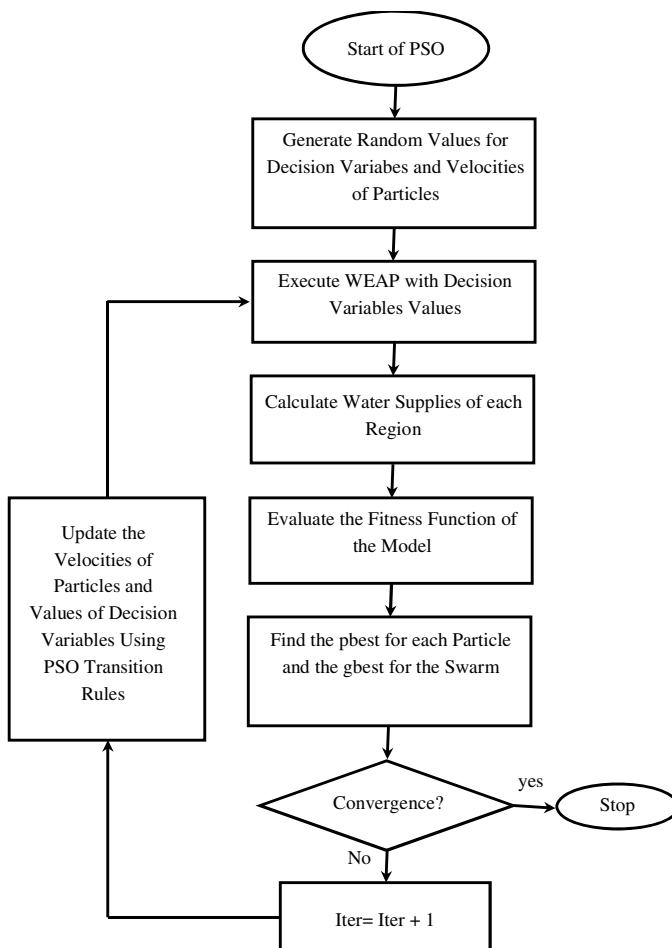 Start of PSO
Generate Random Values for
Decision Variabes and Velocities
of Particles
Execute WEAP with Decision
Variables Values
Calculate Water Supplies of each
Region
Evaluate the Fitness Function of
the Model
Update the
Velocities of
Particles and
Values of Decision
Variables Using
PSO Transition
Rules
Find the pbest for each Particle
and the gbest for the Swarm
Convergence?
yes
Stop
No
Iter= Iter + 1